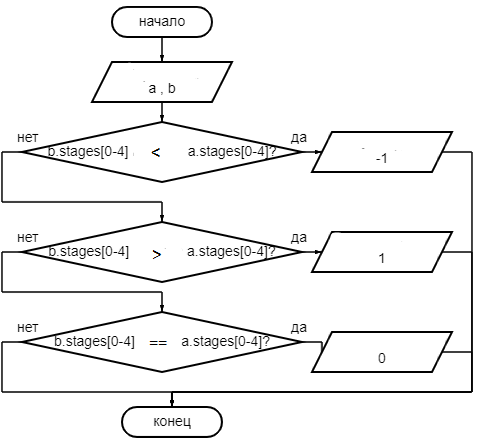 начало
a , b
нет
да
b.stages[0-4] < a.stages[0-4]?
-1
нет
да
b.stages[0-4] > a.stages[0-4]?
1
нет
да
b.stages[0-4] == a.stages[0-4]?
0
конец